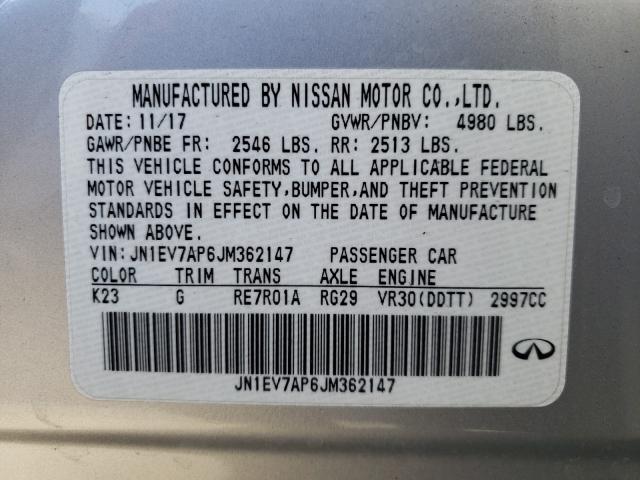 MANUFACTURED BY NISSAN MOTOR CO.,LTD.
DATE: 11/17 GVWR/PNBV: 4980 LBS.
GAWR/PNBE FR: 2546 LBS. RR: 2513 LBS.
THIS VEHICLE CONFORMS TO ALL APPLICABLE FEDERAL
MOTOR VEHICLE SAFETY,BUMPER,AND THEFT PREVENTION
STANDARDS IN EFFECT ON THE DATE OF MANUFACTURE
SHOWN ABOVE.
VIN: JN1EV7AP6JM362147 PASSENGER CAR
COLOR TRIM TRANS AXLE ENGINE
K23 G RE7R01A RG29 VR30(DDTT) 2997CC
JN1EV7AP6JM362147